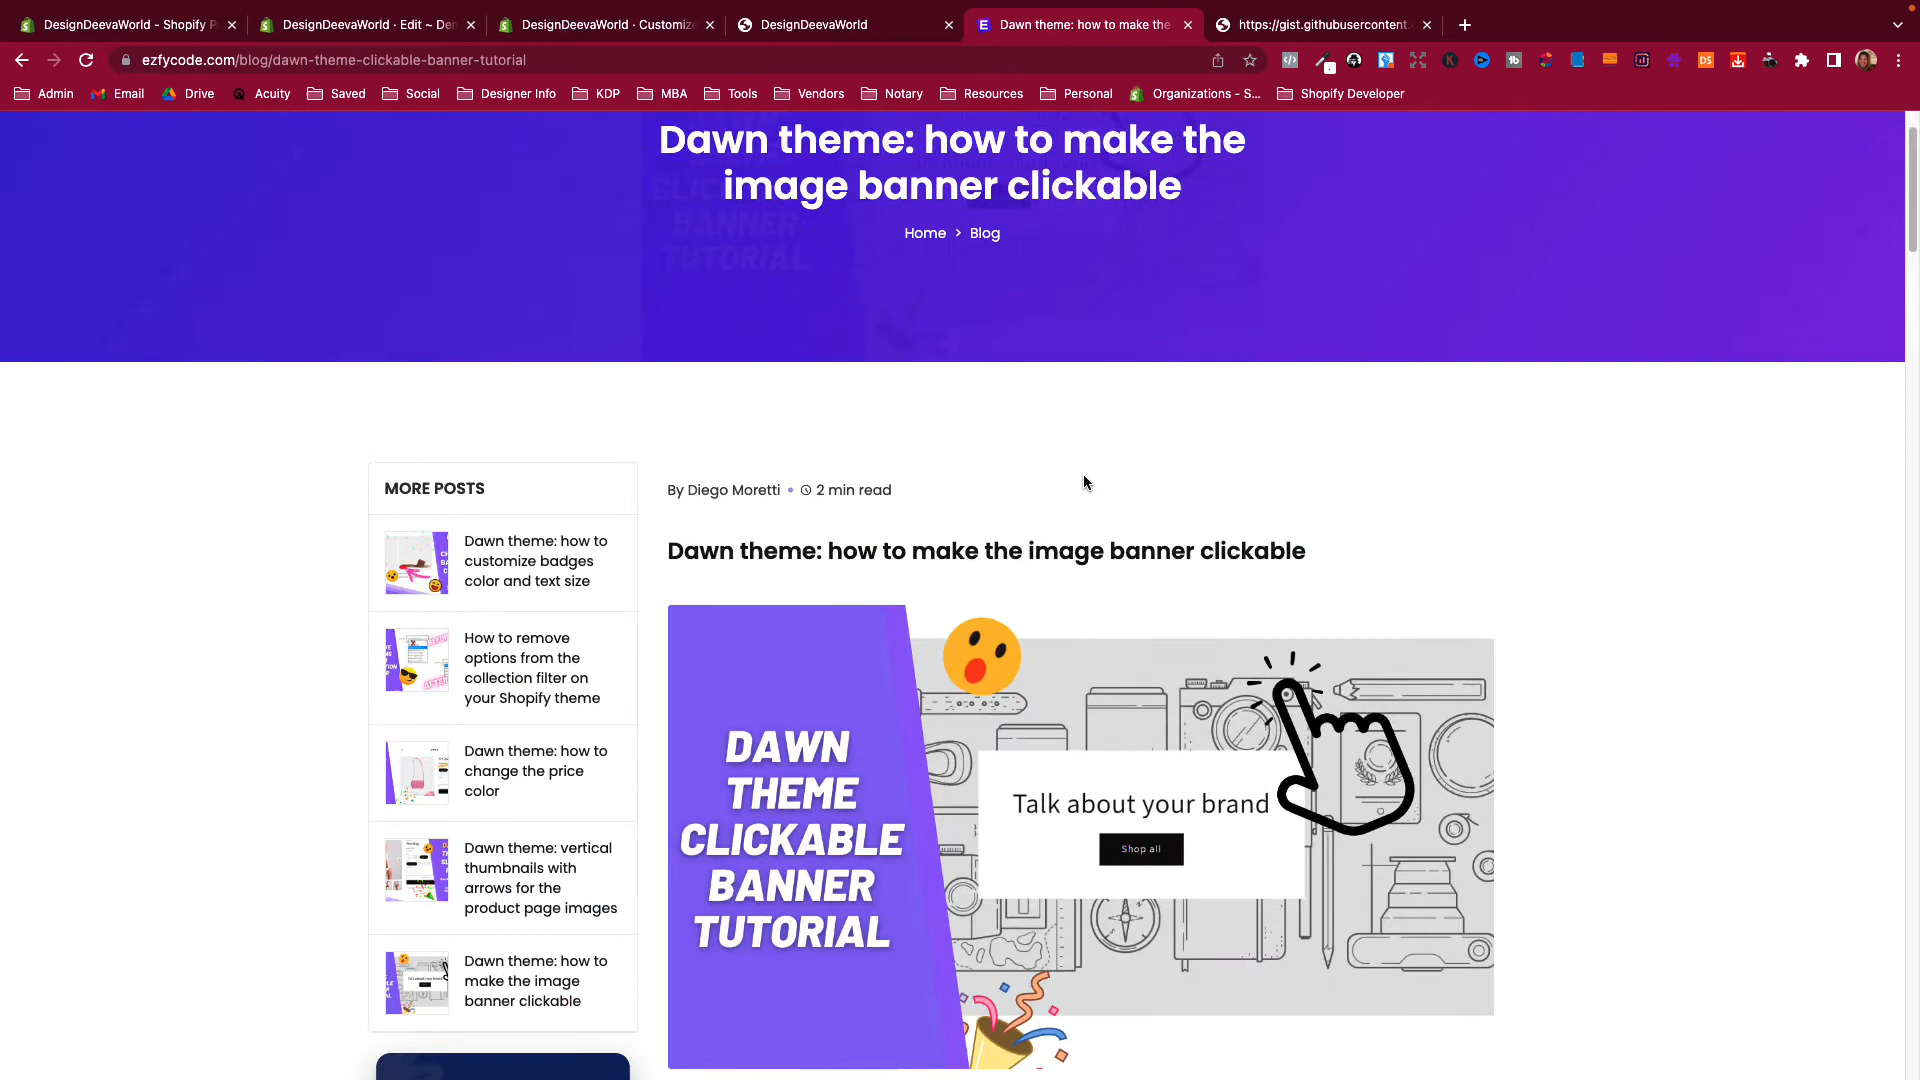 DesignDeevaWorld - Shopify P
DesignDeevaWorld · Edit ~ De
DesignDeevaWorld · Customize
DesignDeevaWorld
Dawn theme: how to make the
https://gist.githubusercontent.
ezfycode.com/blog/dawn-theme-clickable-banner-tutorial
Admin
Email
Drive
Acuity
Saved
Social
Designer Info
KDP
MBA
Tools
Vendors
Notary
Resources
Personal
Organizations - S...
Shopify Developer
Dawn theme: how to make the
image banner clickable
Home > Blog
CLICKABLE
BANNER
TUTORIAL
MORE POSTS
Dawn theme: how to
customize badges
color and text size
How to remove
options from the
collection filter on
your Shopify theme
Dawn theme: how to
change the price
color
Dawn theme: vertical
thumbnails with
arrows for the
product page images
Dawn theme: how to
make the image
banner clickable
By Diego Moretti • 2 min read
Dawn theme: how to make the image banner clickable
DAWN
THEME
CLICKABLE
BANNER
TUTORIAL
Talk about your brand
Shop all